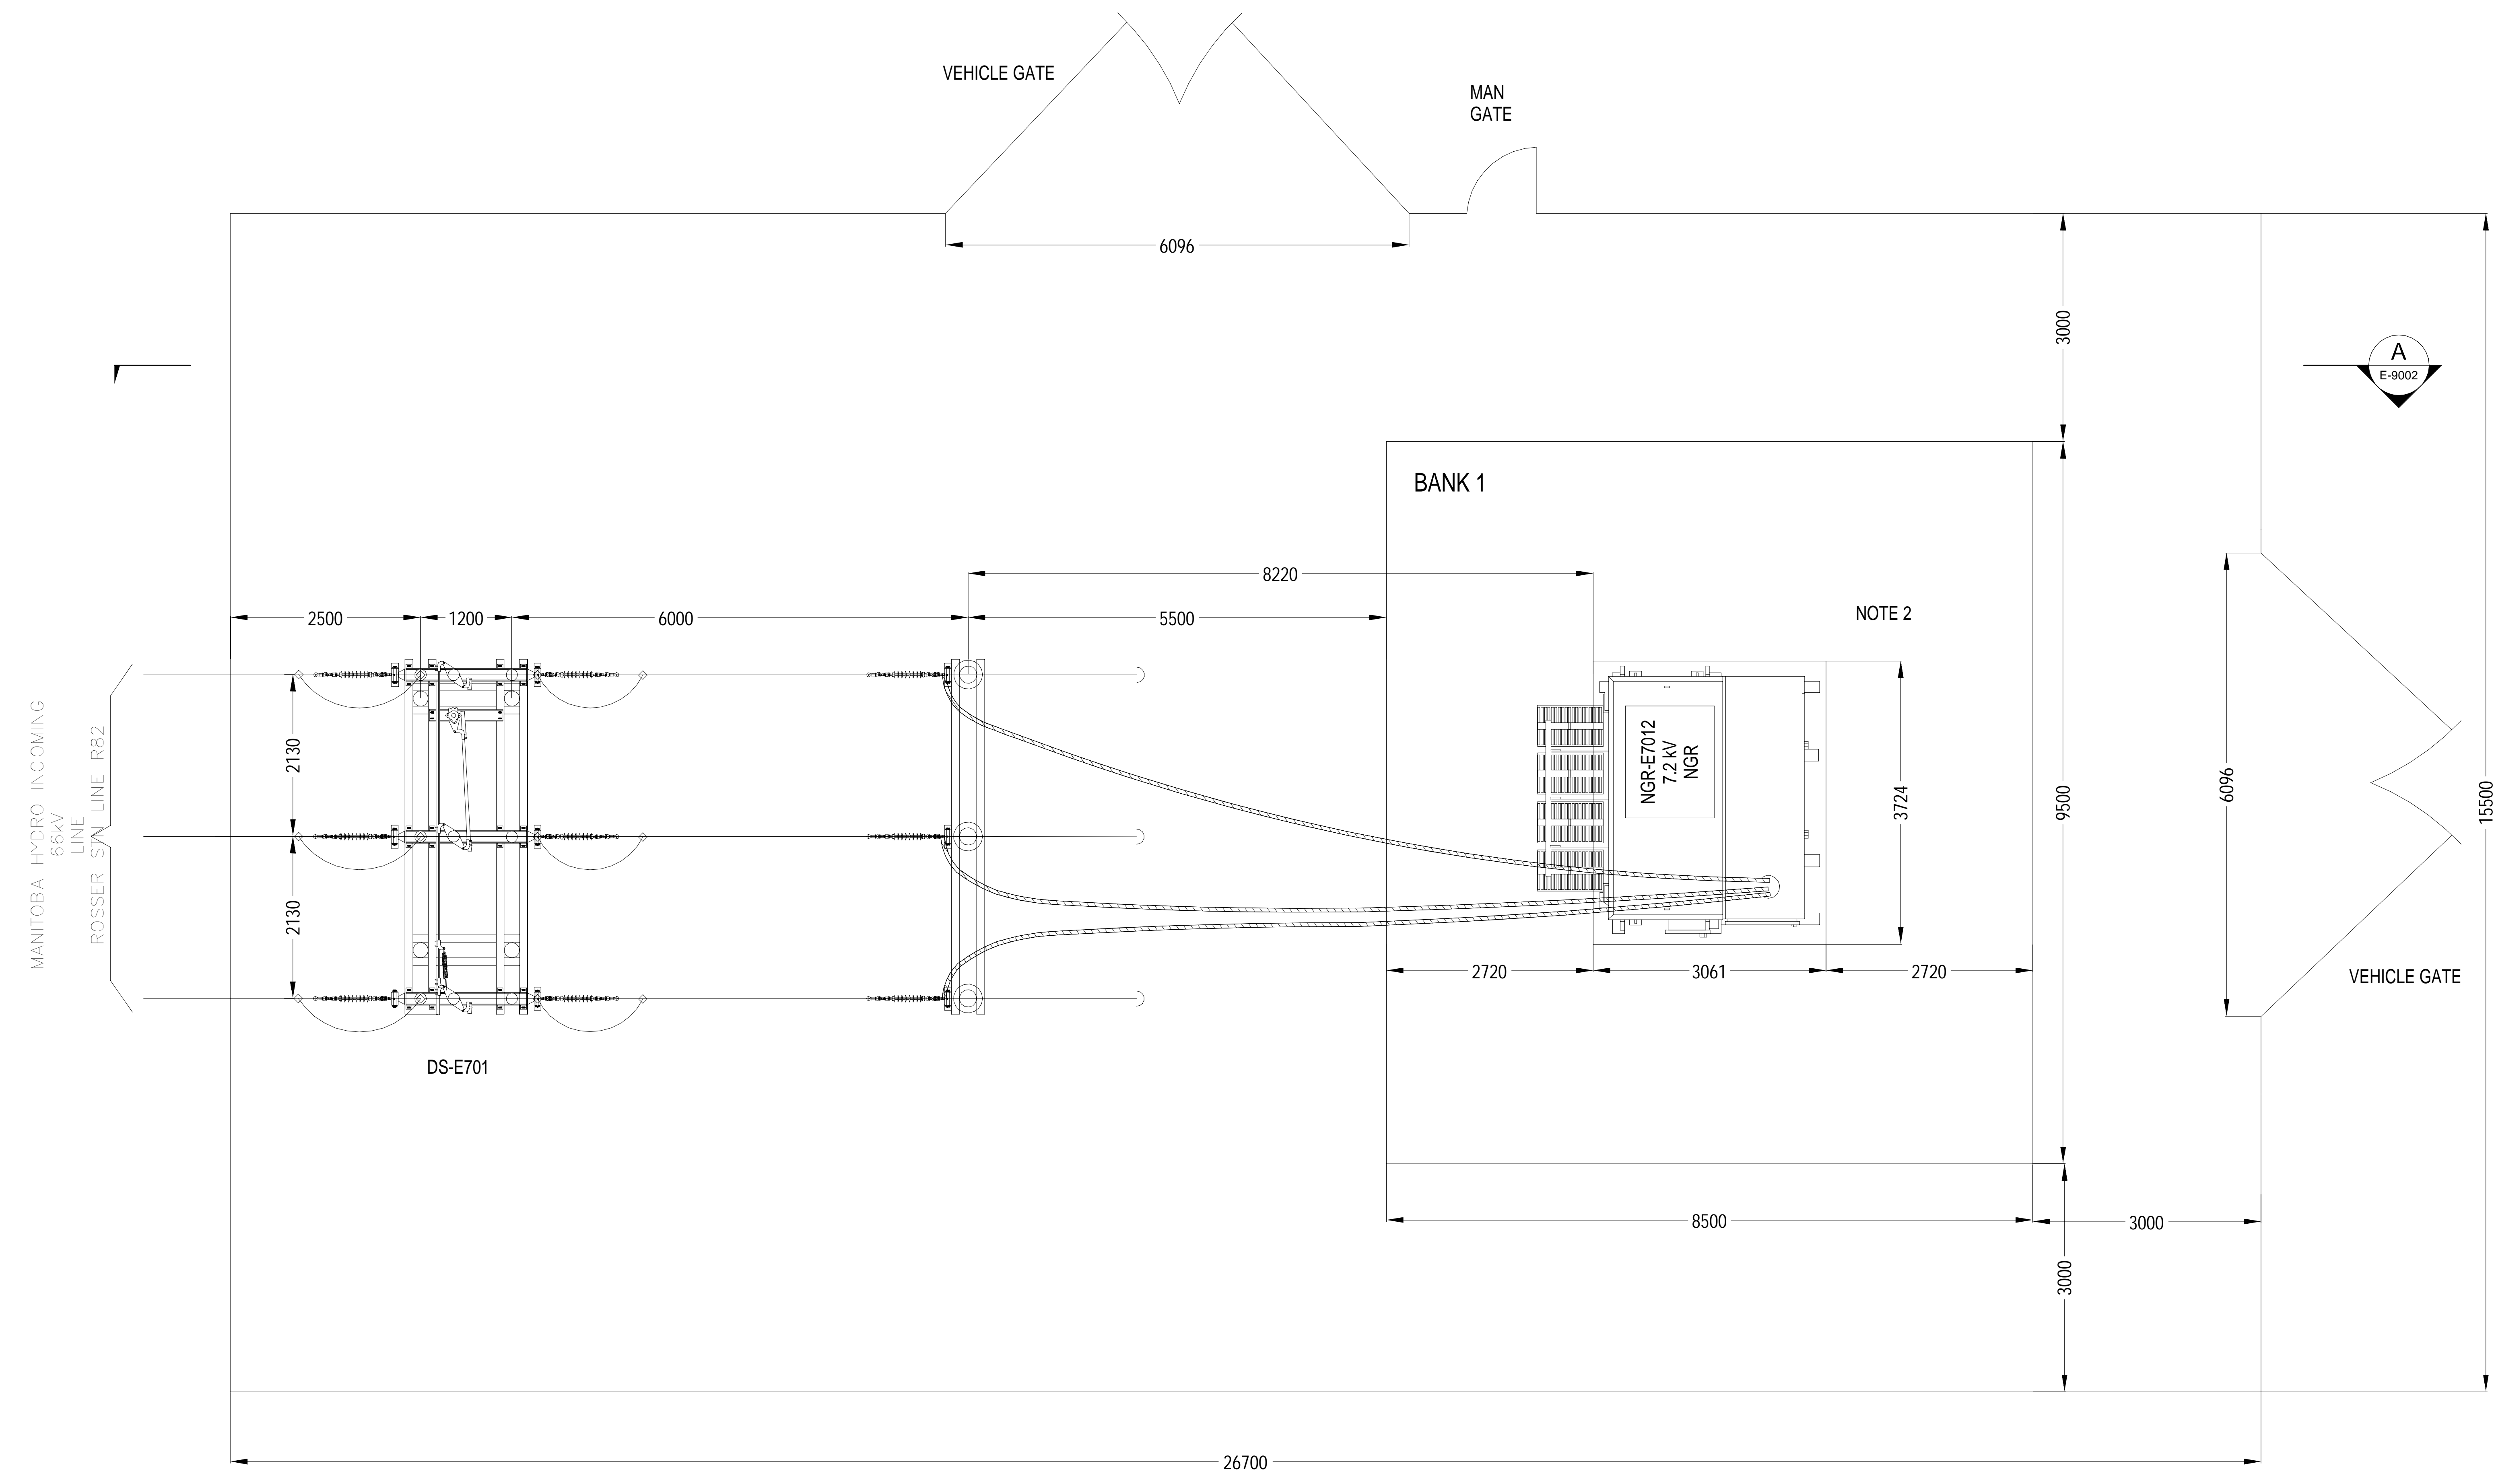 VEHICLE GATE
MAN
GATE
6096
3000
A
E-9002
BANK 1
8220
NOTE 2
2500
1200
6000
5500
MANITOBA HYDRO INCOMING
66kV
LINE
ROSSER STN LINE R82
2130
2130
NGR-E7012
7.2 kV
NGR
3724
9500
6096
15500
2720
3061
2720
VEHICLE GATE
DS-E701
8500
3000
3000
26700